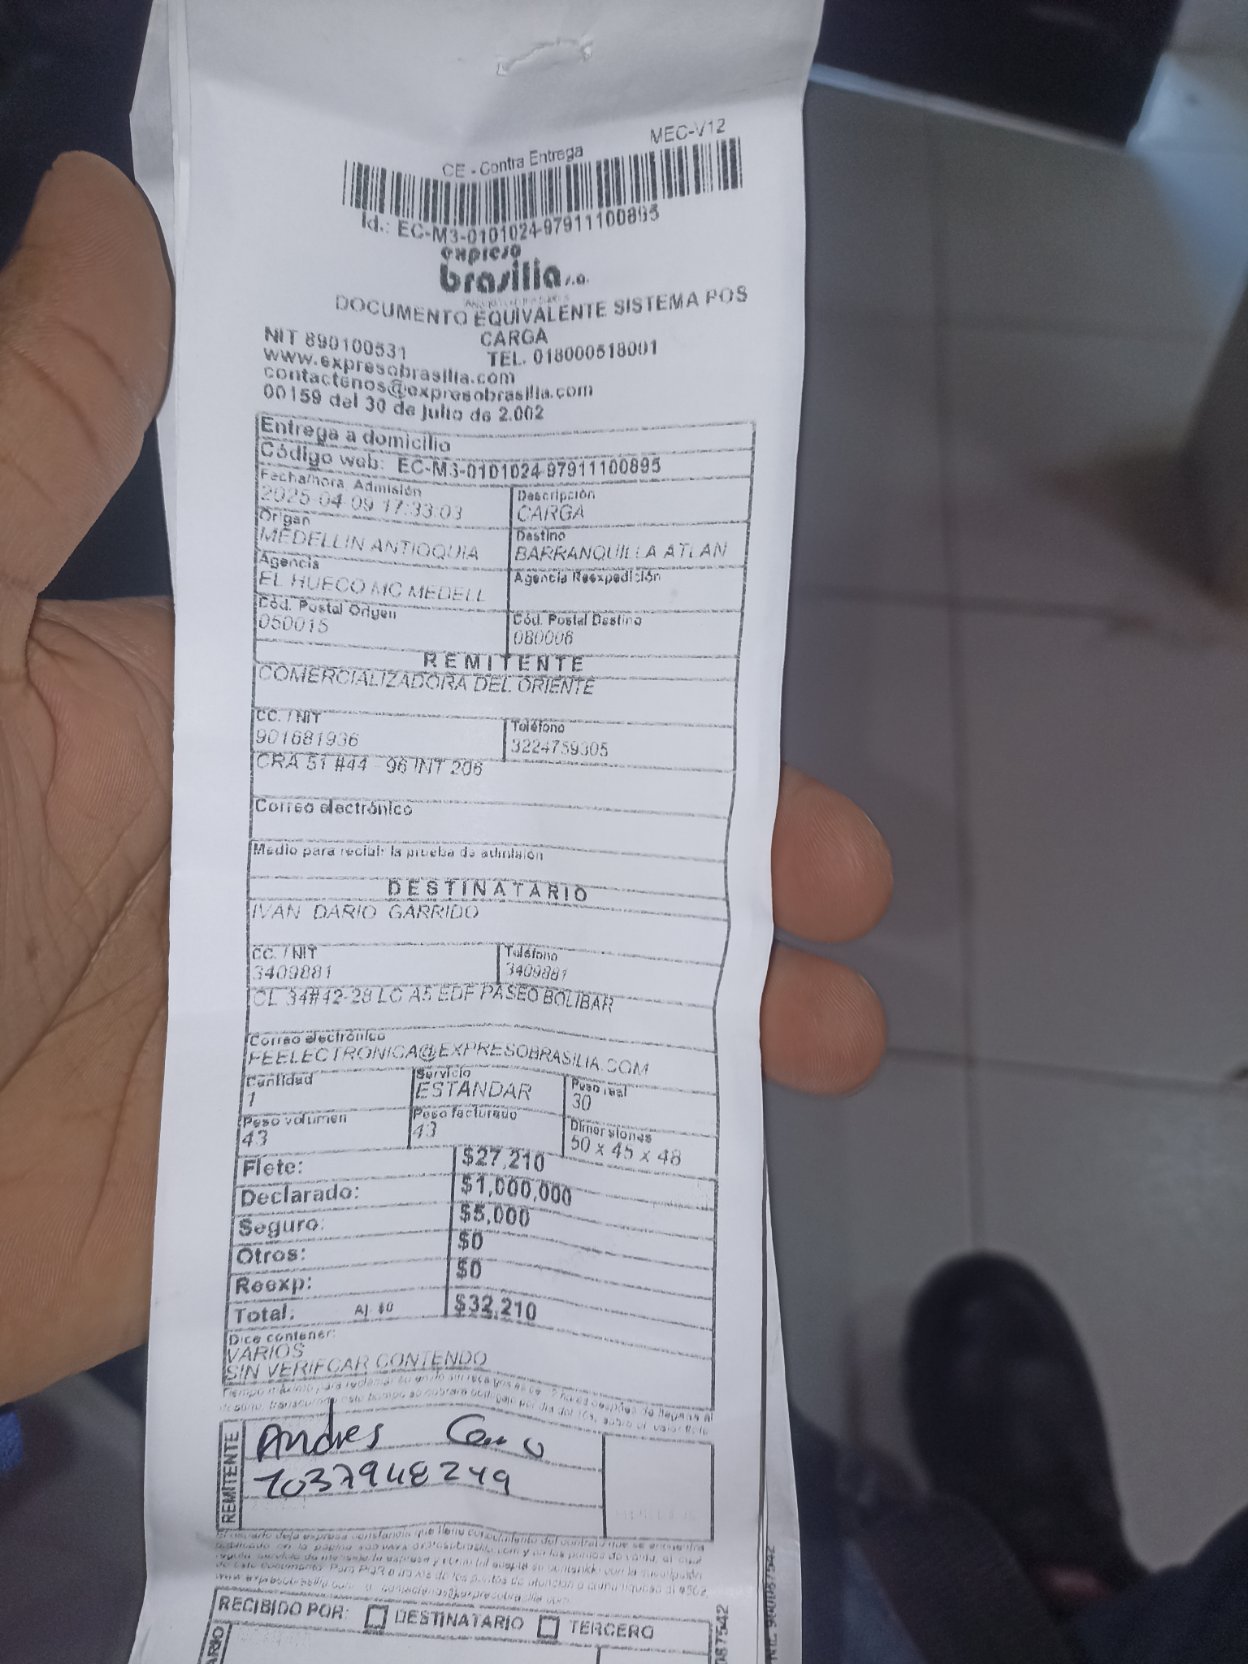 MEC-V12
CE - Contra Entrega
Id.: EC-M3-0101024-97911100895
expreso
brasilia s.a.
DOCUMENTO EQUIVALENTE SISTEMA POS
CARGA
NIT 890100531
TEL. 018000518001
www.expresobrasilia.com
contactenos@expresobrasilia.com
00159 del 30 de Julio de 2.002
Entrega a domicilio
Código web: EC-M3-0101024-97911100895
Fecha/hora Admisión
2025-04-09 17:33:03
Descripción
CARGA
Origen
MEDELLIN ANTIOQUIA
Destino
BARRANQUILLA ATLAN
Agencia
EL HUECO MC MEDELL
Agencia Reexpedición
Cód. Postal Origen
050015
Cód. Postal Destino
080006
REMITENTE
COMERCIALIZADORA DEL ORIENTE
CC. / NIT
901681936
Teléfono
3224759305
CRA 51 #44 - 96 INT 206
Correo electrónico
Medio para recibir la prueba de admisión
DESTINATARIO
IVAN DARIO GARRIDO
CC. / NIT
3409881
Teléfono
3409881
CL 34#42-28 LC A5 EDF PASEO BOLIBAR
Correo electrónico
FEELECTRONICA@EXPRESOBRASILIA.COM
Cantidad
1
Servicio
ESTANDAR
Peso real
30
Peso volumen
43
Peso facturado
43
Dimensiones
50 x 45 x 48
Flete: $27,210
Declarado: $1,000,000
Seguro: $5,000
Otros: $0
Reexp: $0
Total: AJ $0 $32,210
Dice contener:
VARIOS
SIN VERIFCAR CONTENDO
REMITENTE
Andres
1037948249
RECIBIDO POR: DESTINATARIO TERCERO